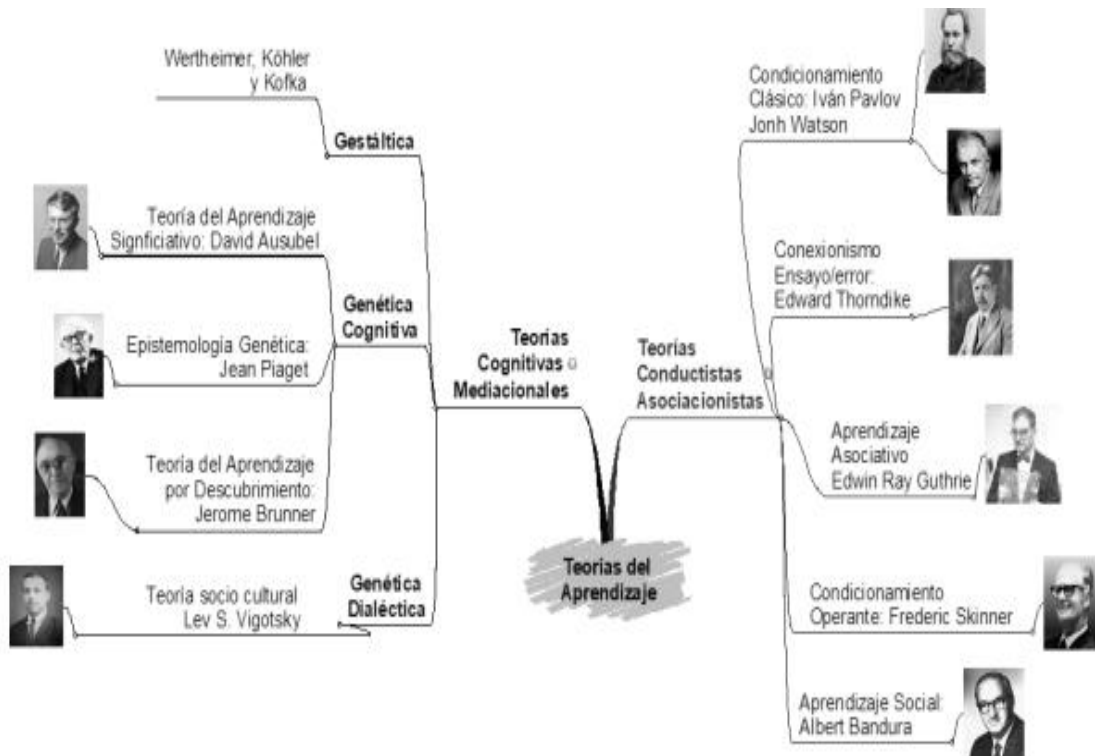 Wertheimer, Köhler
y Kofka
Gestáltica
Teoría del Aprendizaje
Signficiativo: David Ausubel
Genética
Cognitiva
Epistemología Genética:
Jean Piaget
Teoría del Aprendizaje
por Descubrimiento:
Jerome Brunner
Genética
Dialéctica
Teoría socio cultural
Lev S. Vigotsky
Teorías
Cognitivas
Mediacionales
Teorías del
Aprendizaje
Teorías
Conductistas
Asociacionistas
Condicionamiento
Clásico: Iván Pavlov
Jonh Watson
Conexionismo
Ensayo/error:
Edward Thorndike
Aprendizaje
Asociativo
Edwin Ray Guthrie
Condicionamiento
Operante: Frederic Skinner
Aprendizaje Social:
Albert Bandura